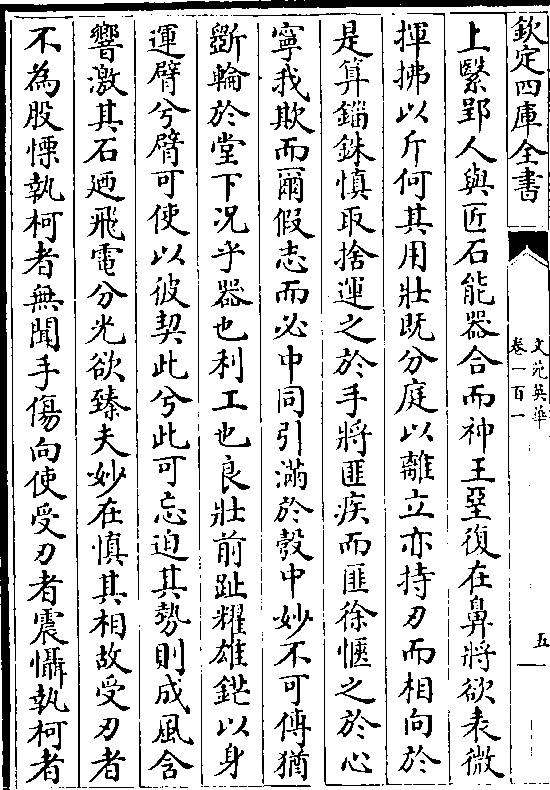 欽定四庫全書
文苑英華
卷一百一
五
上繄郢人與匠石能器合而神王堊復在鼻將欲表微
揮拂以斤何其用壯既分庭以離立亦持刃而相向於
是算錙銖慎取捨運之於手將匪疾而匪徐愜之於心
寧我欺而爾假志而必中同引滿於彀中妙不可傳猶
斵輪於堂下况乎器也利工也良壯前趾耀雄鋩以身
運臂兮臂可使以彼契此兮此可忘迫其勢則成風含
響激其石廼飛電分光欲臻夫妙在慎其相故受刃者
不為股慄執柯者無聞手傷向使受刃者震懾執柯者